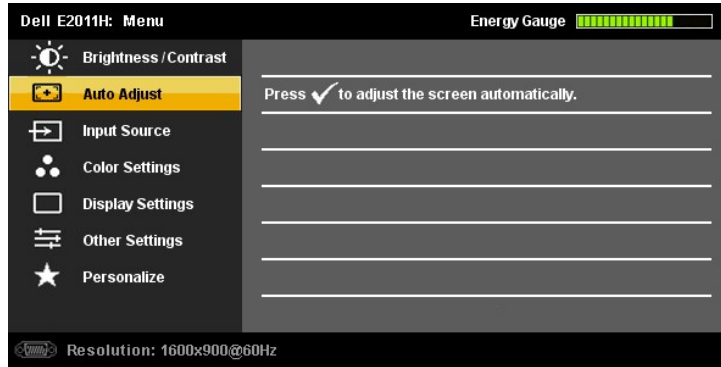 Dell E2011H: Menu
Energy Gauge
Brightness / Contrast
Auto Adjust
Press ✓ to adjust the screen automatically.
Input Source
Color Settings
Display Settings
Other Settings
Personalize
Resolution: 1600x900@60Hz